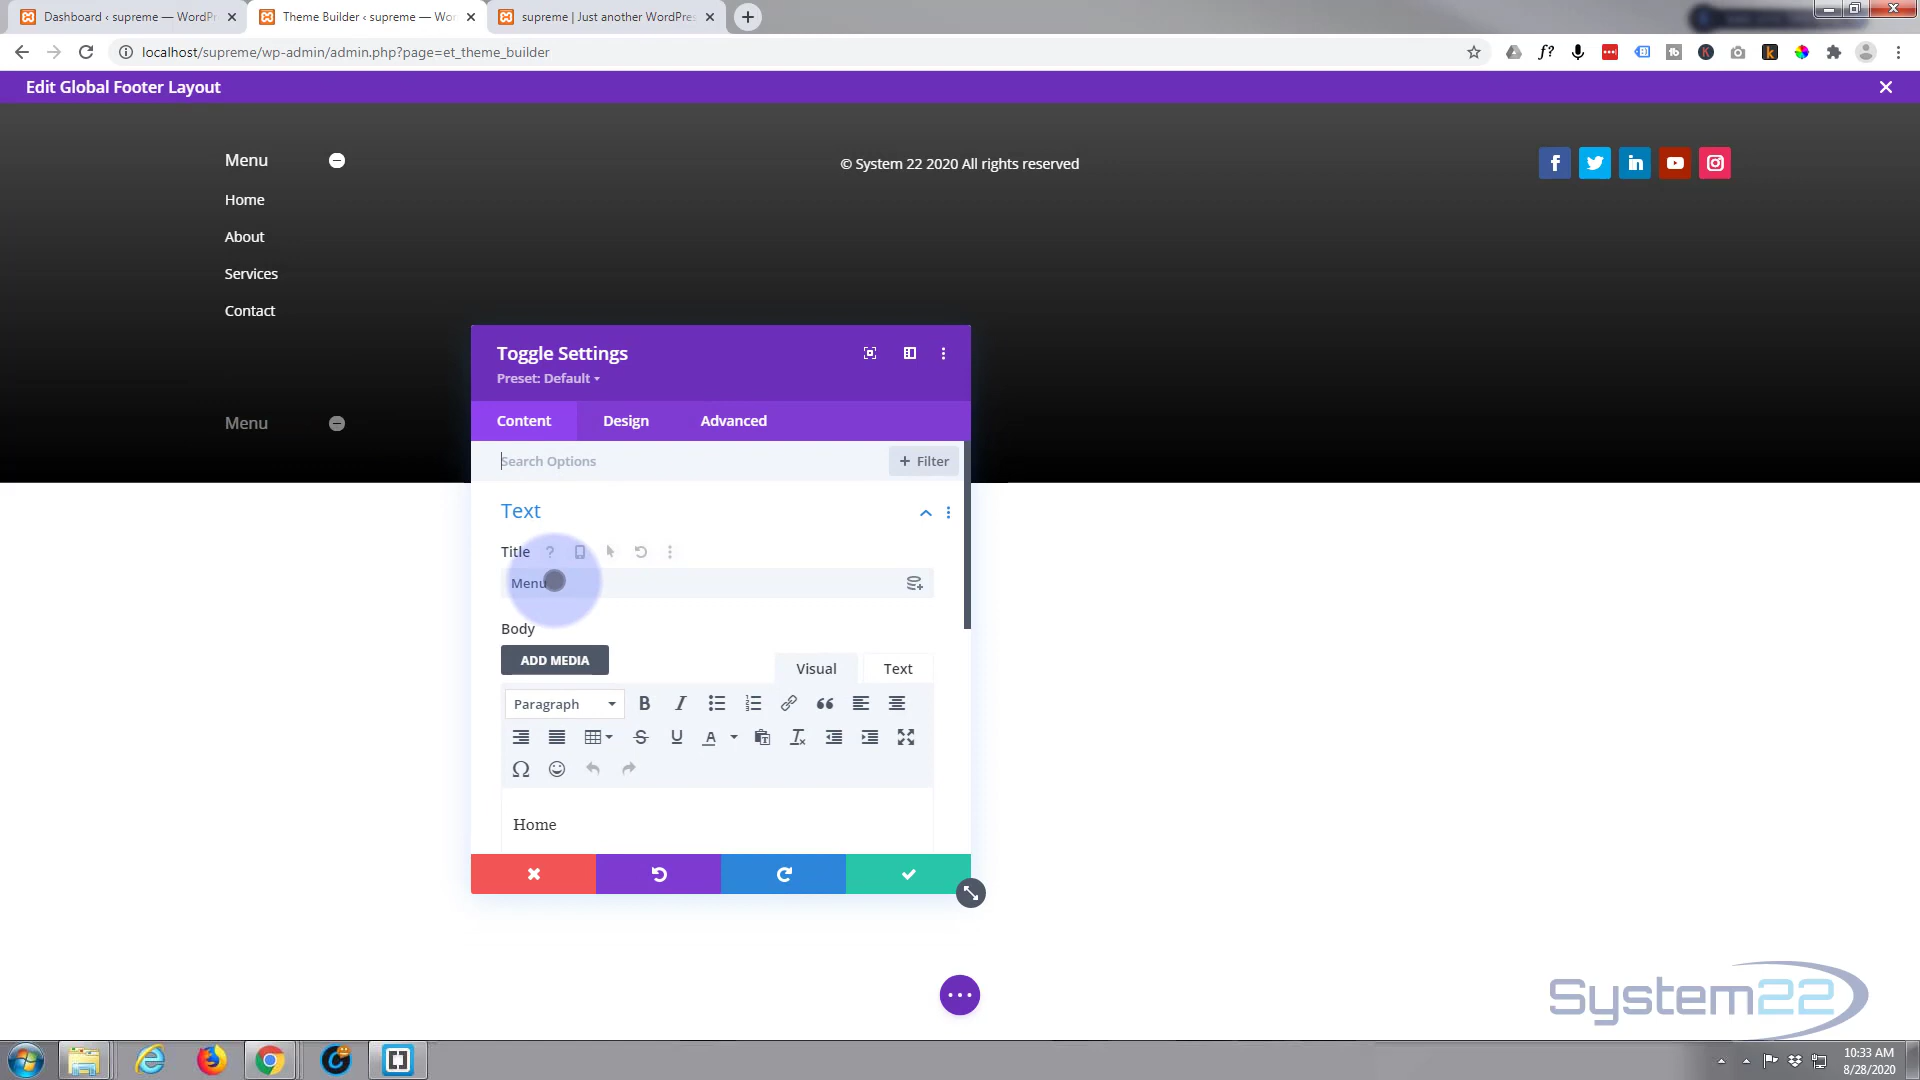 Dashboard ‹ supreme — WordPr
Theme Builder ‹ supreme — Wor
supreme | Just another WordPres
localhost/supreme/wp-admin/admin.php?page=et_theme_builder
Edit Global Footer Layout
Menu
© System 22 2020 All rights reserved
Home
About
Services
Contact
Menu
Toggle Settings
Preset: Default
Content
Design
Advanced
Search Options
+ Filter
Text
Title
Menu
Body
ADD MEDIA
Visual
Text
Paragraph
Home
System22
10:33 AM
8/28/2020